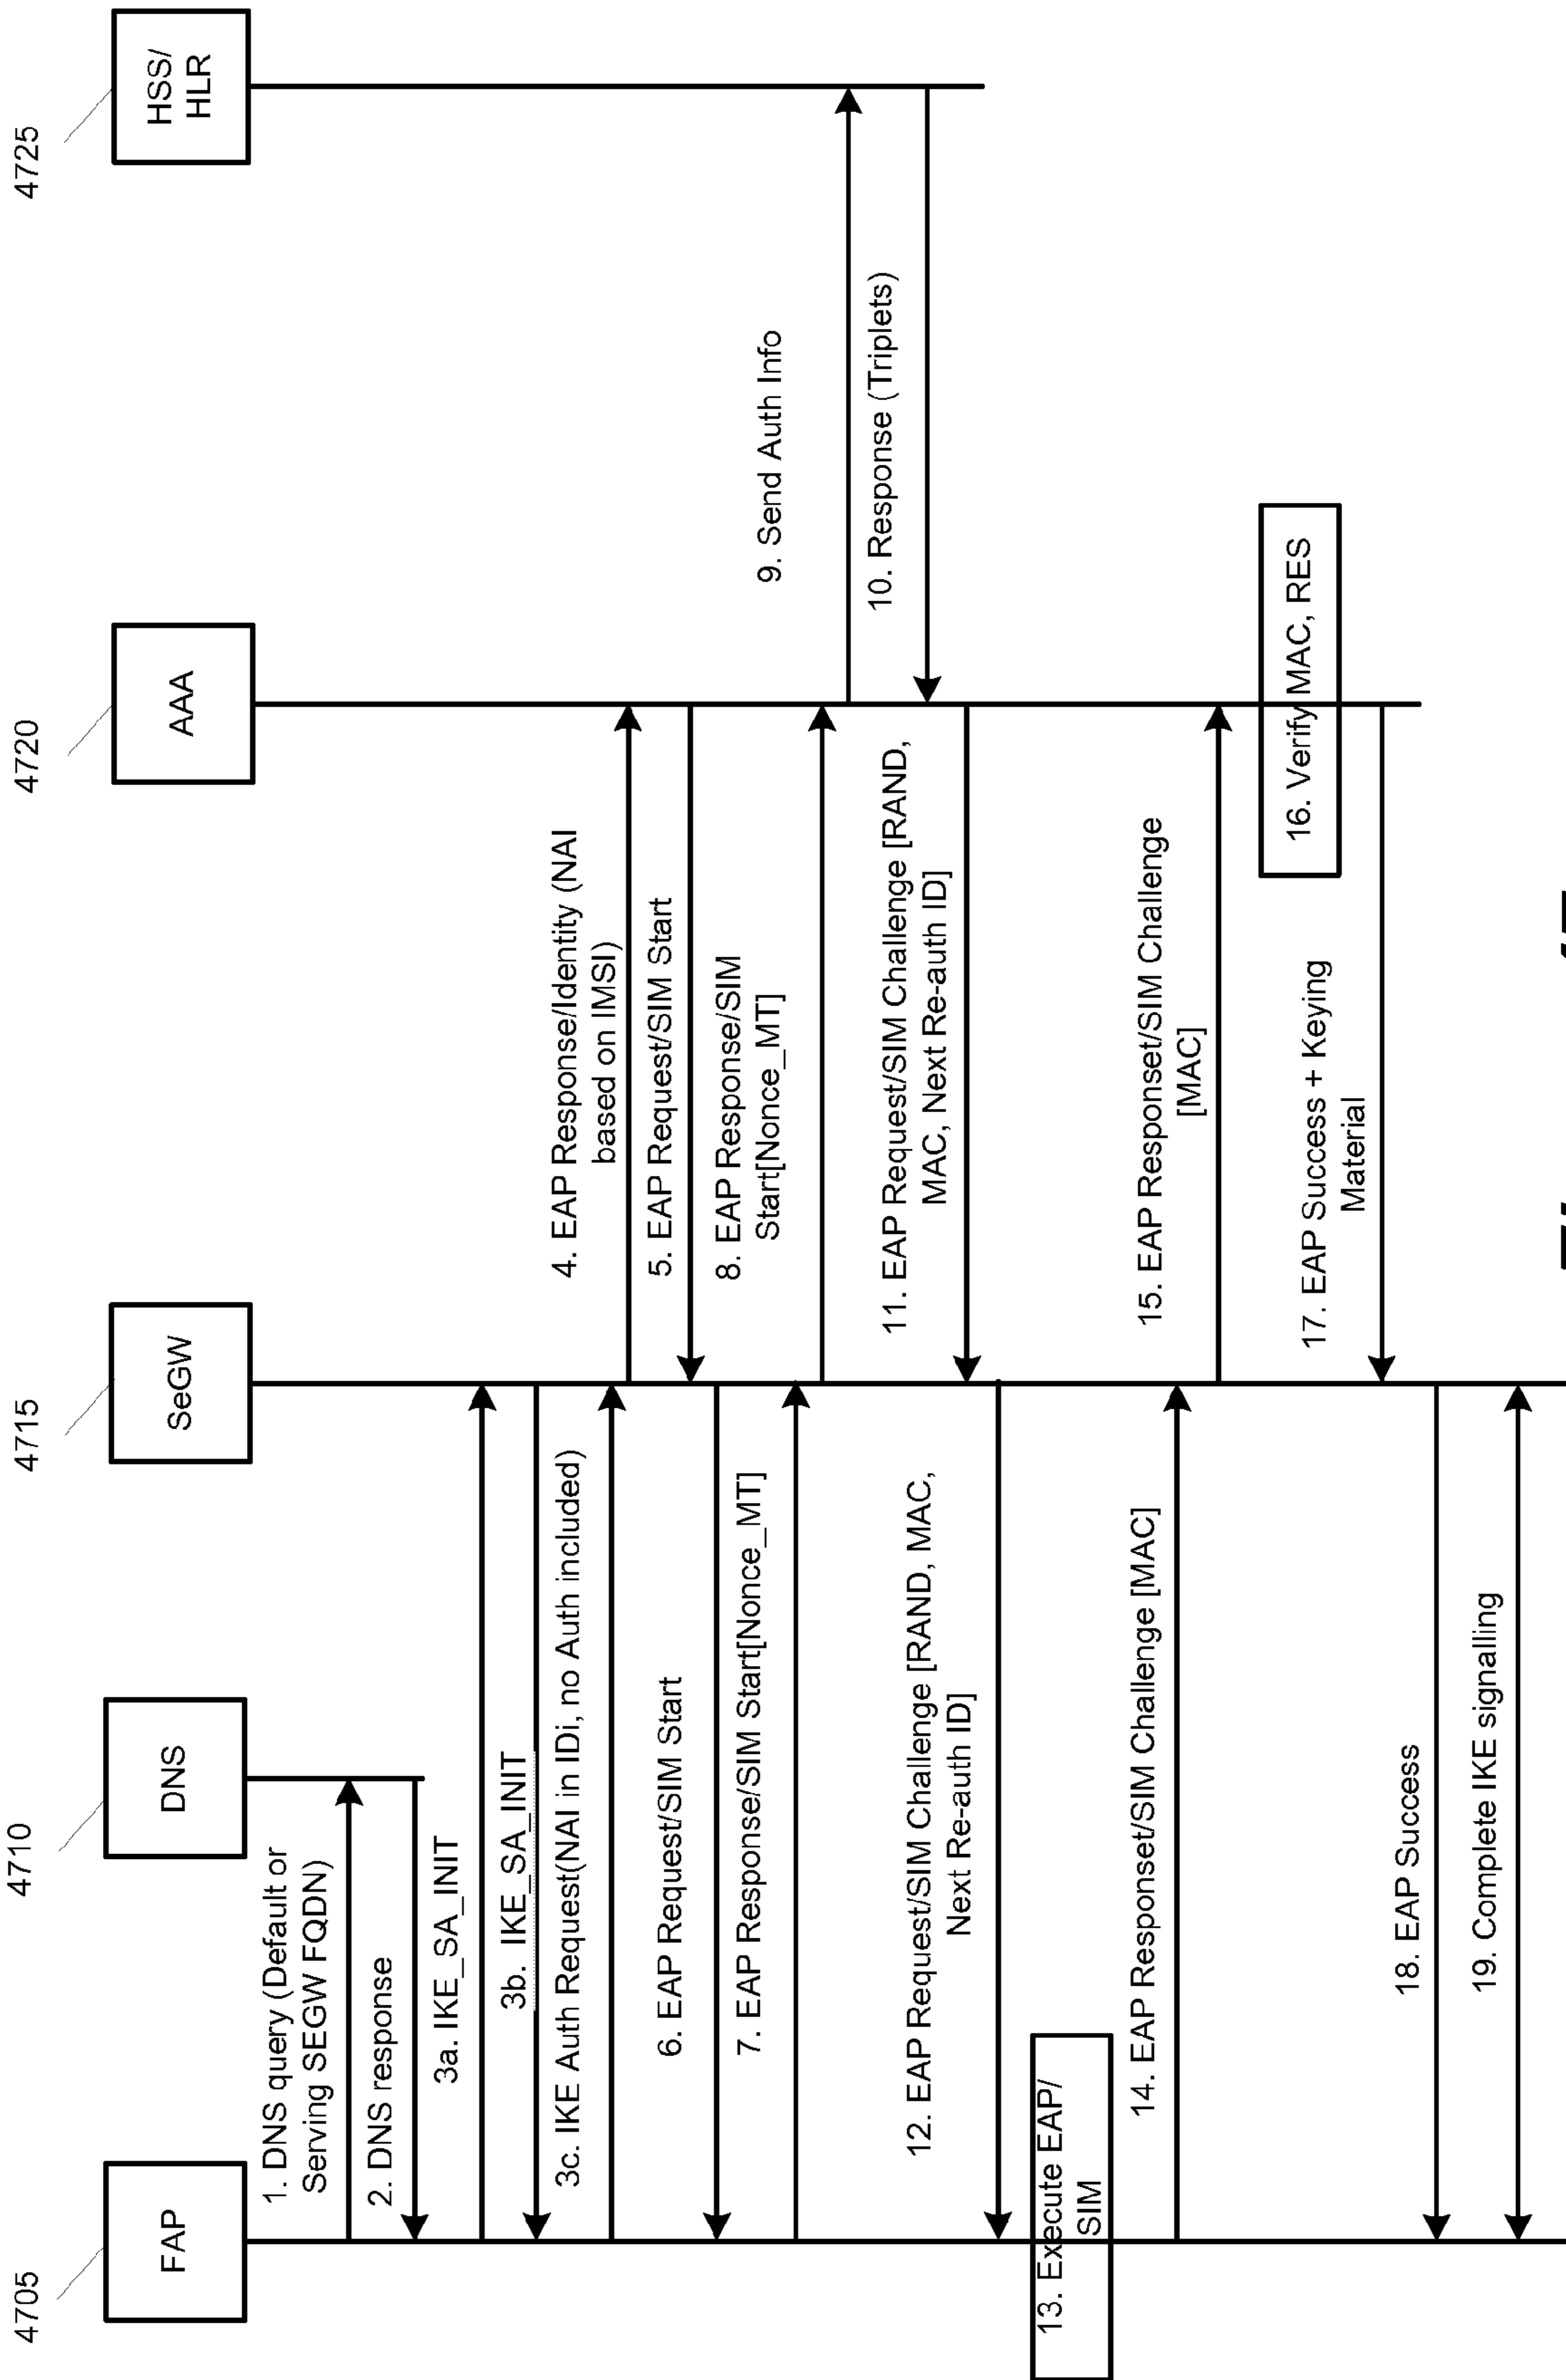 4705
4710
4715
4720
4725
FAP
DNS
SeGW
AAA
HSS/
HLR
1. DNS query (Default or
Serving SEGW FQDN)
2. DNS response
3a. IKE_SA_INIT
3b. IKE_SA_INIT
3c. IKE Auth Request(NAI in IDi, no Auth included)
4. EAP Response/Identity (NAI
based on IMSI)
5. EAP Request/SIM Start
6. EAP Request/SIM Start
7. EAP Response/SIM Start[Nonce_MT]
8. EAP Response/SIM
Start[Nonce_MT]
9. Send Auth Info
10. Response (Triplets)
11. EAP Request/SIM Challenge [RAND,
MAC, Next Re-auth ID]
12. EAP Request/SIM Challenge [RAND, MAC,
Next Re-auth ID]
13. Execute EAP/
SIM
14. EAP Responset/SIM Challenge [MAC]
15. EAP Responset/SIM Challenge
[MAC]
16. Verify MAC, RES
17. EAP Success + Keying
Material
18. EAP Success
19. Complete IKE signalling